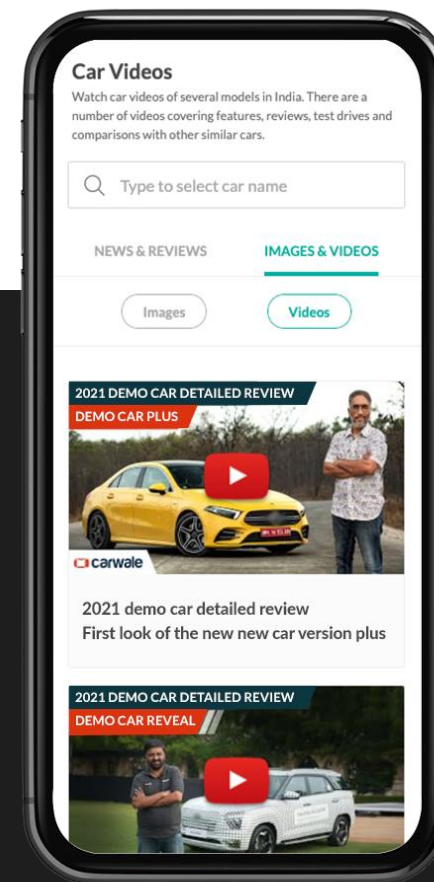 Car Videos
Watch car videos of several models in India. There are a
number of videos covering features, reviews, test drives and
comparisons with other similar cars.
Type to select car name
NEWS & REVIEWS
IMAGES & VIDEOS
Images
Videos
2021 DEMO CAR DETAILED REVIEW
DEMO CAR PLUS
carwale
2021 demo car detailed review
First look of the new new car version plus
2021 DEMO CAR DETAILED REVIEW
DEMO CAR REVEAL